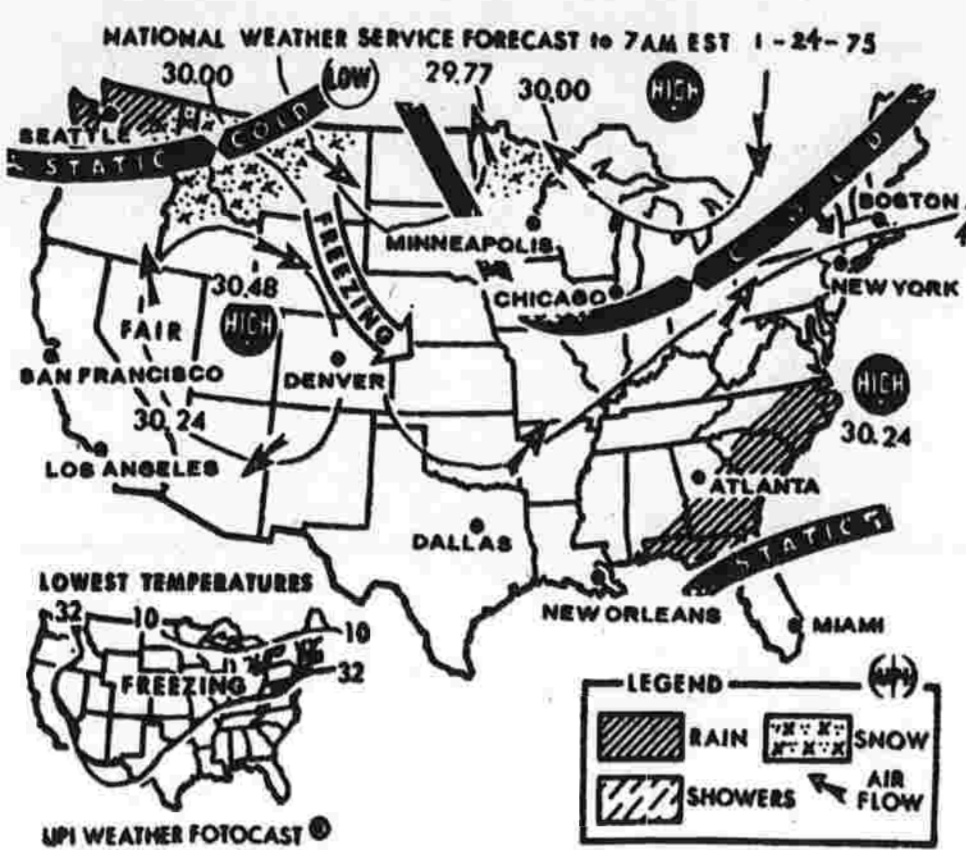 NATIONAL WEATHER SERVICE FORECAST to 7AM EST 1-24-75
30.00
LOW
29.77
30.00
HIGH
SEATTLE
STATIC
COLD
COLD
BOSTON
MINNEAPOLIS
FREEZING
30.48
CHICAGO
NEW YORK
FAIR
HIGH
SAN FRANCISCO
DENVER
HIGH
30.24
30.24
LOS ANGELES
ATLANTA
DALLAS
STATIC
LOWEST TEMPERATURES
NEW ORLEANS
32
10
10
MIAMI
32
FREEZING
LEGEND
RAIN
SNOW
SHOWERS
AIR
FLOW
UPI WEATHER FOTOCAST ®